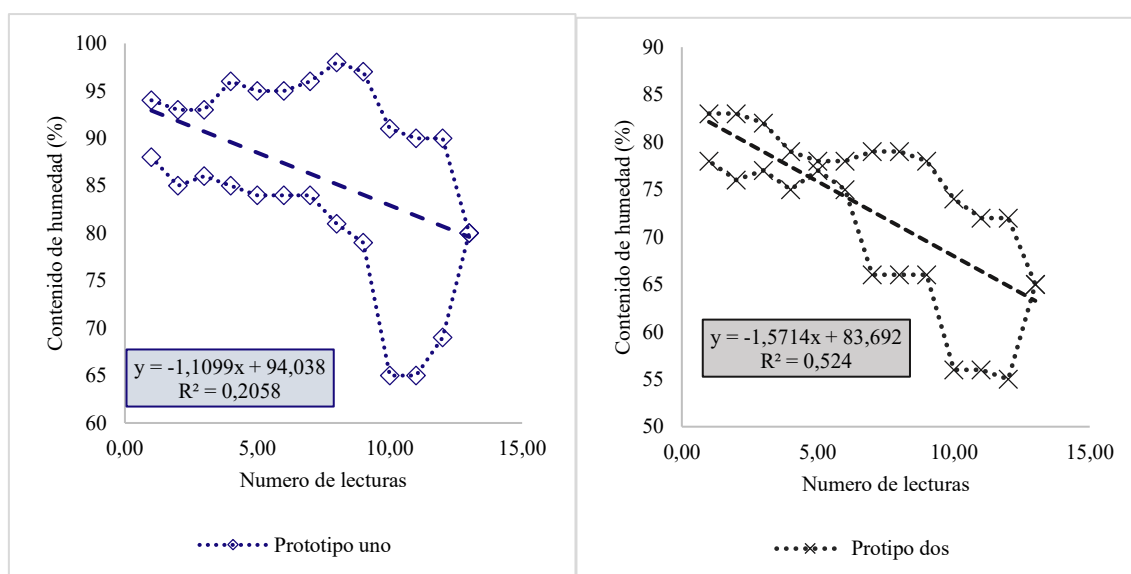 Contenido de humedad (%)
100
95
90
85
80
75
70
65
60
y = -1,1099x + 94,038
R² = 0,2058
0,00
5,00
10,00
15,00
Numero de lecturas
Prototipo uno
Contenido de humedad (%)
90
85
80
75
70
65
60
55
50
y = -1,5714x + 83,692
R² = 0,524
0,00
5,00
10,00
15,00
Numero de lecturas
Protipo dos